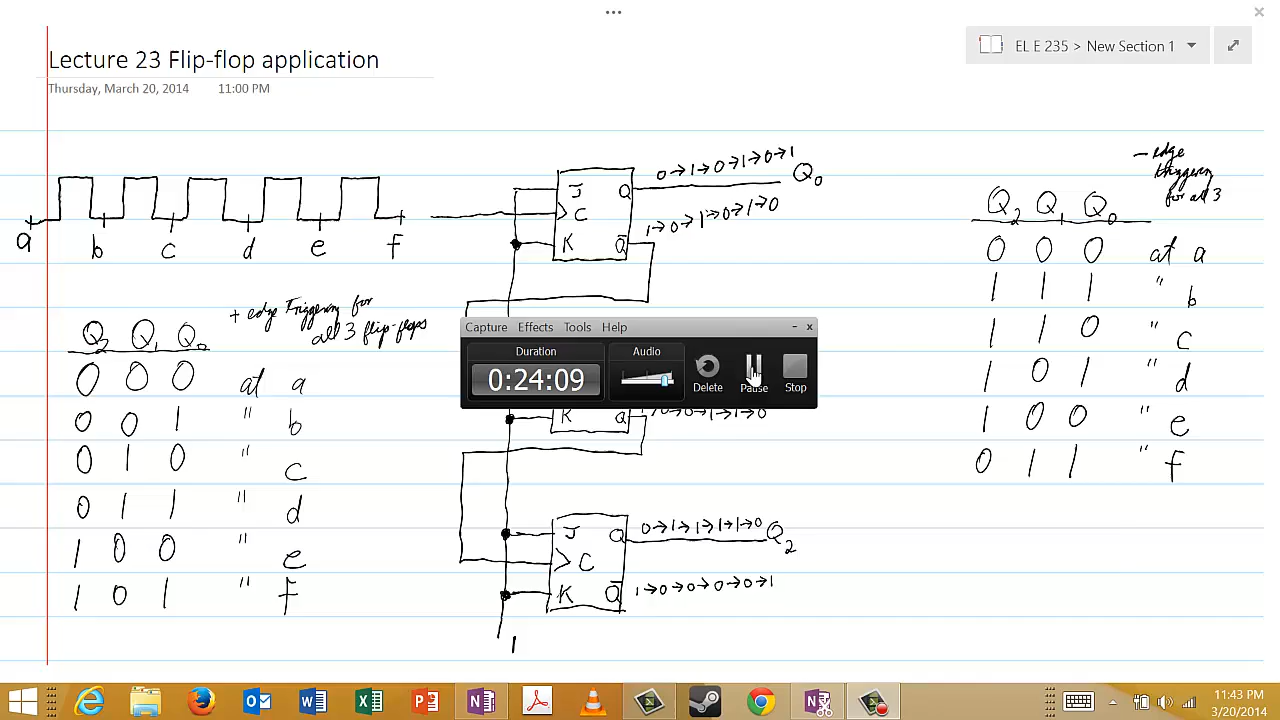 Lecture 23 Flip-flop application
Thursday, March 20, 2014 11:00 PM
EL E 235 > New Section 1
a b c d e f
+ edge Triggering for
all 3 flip-flops
Q2 Q1 Q0
0 0 0 at a
0 0 1 " b
0 1 0 " c
0 1 1 " d
1 0 0 " e
1 0 1 " f
J Q 0→1→0→1→0→1 Q0
C
K Q̅ 1→0→1→0→1→0
Capture Effects Tools Help
Duration Audio
0:24:09
Delete Pause Stop
K Q̅ 1→0→0→1→1→0
J Q 0→1→1→1→1→0 Q2
C
K Q̅ 1→0→0→0→0→1
1
- edge
triggering
for all 3
Q2 Q1 Q0
0 0 0 at a
1 1 1 " b
1 1 0 " c
1 0 1 " d
1 0 0 " e
0 1 1 " f
11:43 PM
3/20/2014